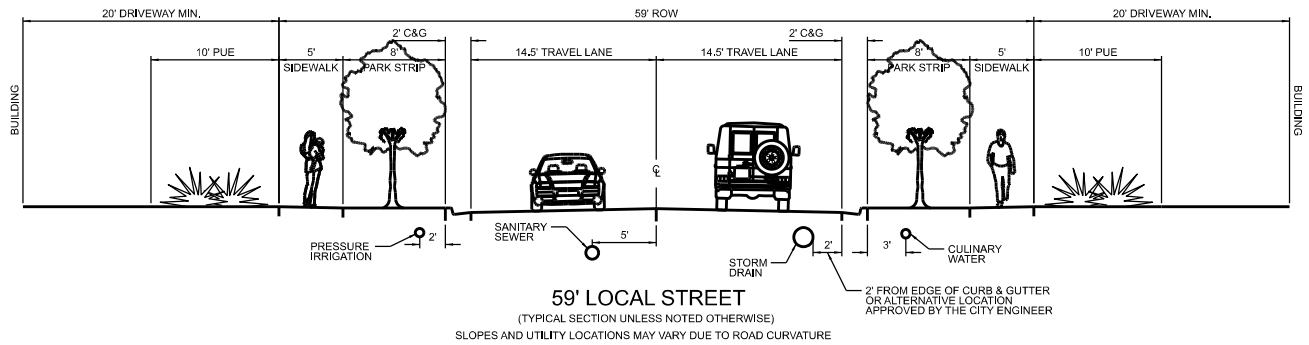 20' DRIVEWAY MIN.
59' ROW
20' DRIVEWAY MIN.
2' C&G
2' C&G
10' PUE
5'
SIDEWALK
8'
PARK STRIP
14.5' TRAVEL LANE
14.5' TRAVEL LANE
8'
PARK STRIP
5'
SIDEWALK
10' PUE
BUILDING
BUILDING
℄
PRESSURE
IRRIGATION
2'
SANITARY
SEWER
5'
STORM
DRAIN
2'
3'
CULINARY
WATER
2' FROM EDGE OF CURB & GUTTER
OR ALTERNATIVE LOCATION
APPROVED BY THE CITY ENGINEER
59' LOCAL STREET
(TYPICAL SECTION UNLESS NOTED OTHERWISE)
SLOPES AND UTILITY LOCATIONS MAY VARY DUE TO ROAD CURVATURE